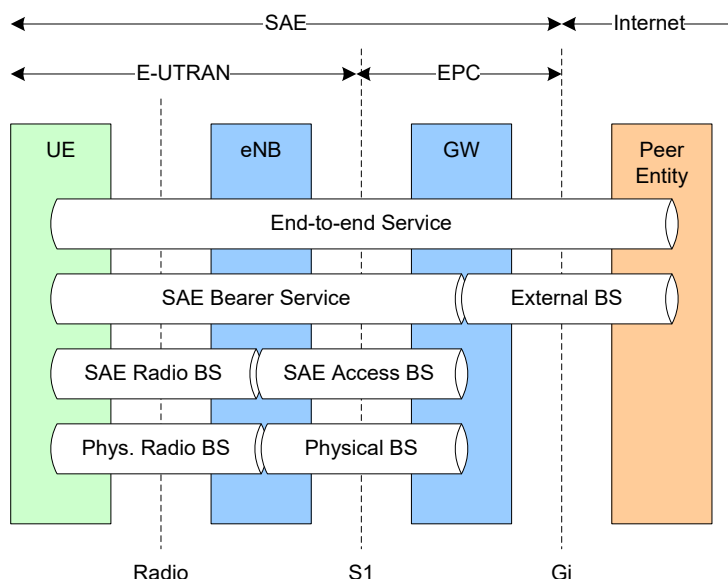 SAE
Internet
E-UTRAN
EPC
UE
eNB
GW
Peer
Entity
End-to-end Service
SAE Bearer Service
External BS
SAE Radio BS
SAE Access BS
Phys. Radio BS
Physical BS
Radio
S1
Gi